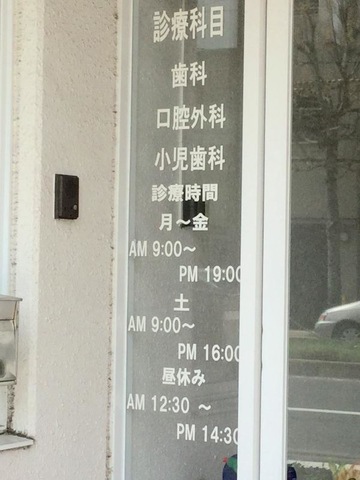 診療科目
歯科
口腔外科
小児歯科
診療時間
月～金
AM 9:00～
PM 19:00
土
AM 9:00～
PM 16:00
昼休み
AM 12:30 ～
PM 14:30